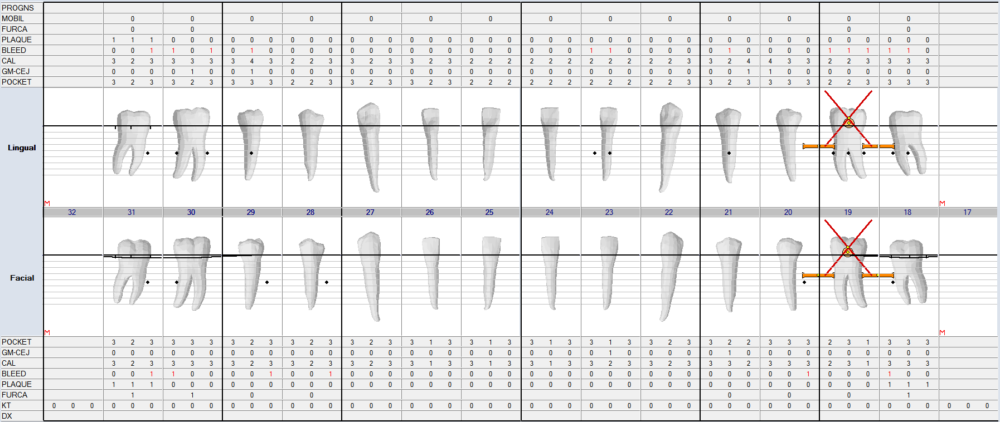 PROGNS
MOBIL 0 0 0 0 0 0 0 0 0 0 0 0 0 0
FURCA 0 0 0 0
PLAQUE 1 1 1 0 0 0 0 0 0 0 0 0 0 0 0 0 0 0 0 0 0 0 0 0 0 0 0 0 0 0 0 0 0 0 0 0 0 0 0 0 0 0
BLEED 0 0 1 1 0 1 0 1 0 0 0 0 0 0 0 0 0 0 0 0 0 0 0 0 1 1 0 0 0 0 0 1 0 0 0 0 1 1 1 1 1 0
CAL 3 2 3 3 3 3 3 4 3 2 2 3 3 2 3 3 2 3 2 2 2 2 2 2 2 2 2 2 2 3 3 2 4 4 3 3 2 2 3 3 3 3
GM-CEJ 0 0 0 0 1 0 0 1 0 0 0 0 0 0 0 0 0 0 0 0 0 0 0 0 0 0 0 0 0 0 0 0 1 1 0 0 0 0 0 0 0 0
POCKET 3 2 3 3 2 3 3 3 3 2 2 3 3 2 3 3 2 3 2 2 2 2 2 2 2 2 2 2 2 3 3 2 3 3 3 3 2 2 3 3 3 3
Lingual
M M
32 31 30 29 28 27 26 25 24 23 22 21 20 19 18 17
Facial
M M
POCKET 3 2 3 3 3 3 3 2 3 3 2 3 3 2 3 3 1 3 3 1 3 3 1 3 3 1 3 3 2 3 3 2 2 3 3 3 2 3 1 3 3 3
GM-CEJ 0 0 0 0 0 0 0 0 0 0 0 0 0 0 0 0 0 0 0 0 0 0 0 0 0 1 0 0 0 0 0 1 0 0 0 0 0 0 0 0 0 0
CAL 3 2 3 3 3 3 3 2 3 3 2 3 3 2 3 3 1 3 3 1 3 3 1 3 3 2 3 3 2 3 3 3 2 3 3 3 2 3 1 3 3 3
BLEED 0 0 1 1 0 0 0 0 1 0 0 1 0 0 0 0 0 0 0 0 0 0 0 0 0 0 0 0 0 0 0 0 0 0 0 1 0 0 0 1 0 0
PLAQUE 1 1 1 0 0 0 0 0 0 0 0 0 0 0 0 0 0 0 0 0 0 0 0 0 0 0 0 0 0 0 0 0 0 0 0 0 0 0 0 1 1 1
FURCA 1 1 0 0 0 0 0 1
KT 0 0 0 0 0 0 0 0 0 0 0 0 0 0 0 0 0 0 0 0 0 0 0 0 0 0 0 0 0 0 0 0 0 0 0 0 0 0 0 0 0 0 0 0 0 0 0 0
DX